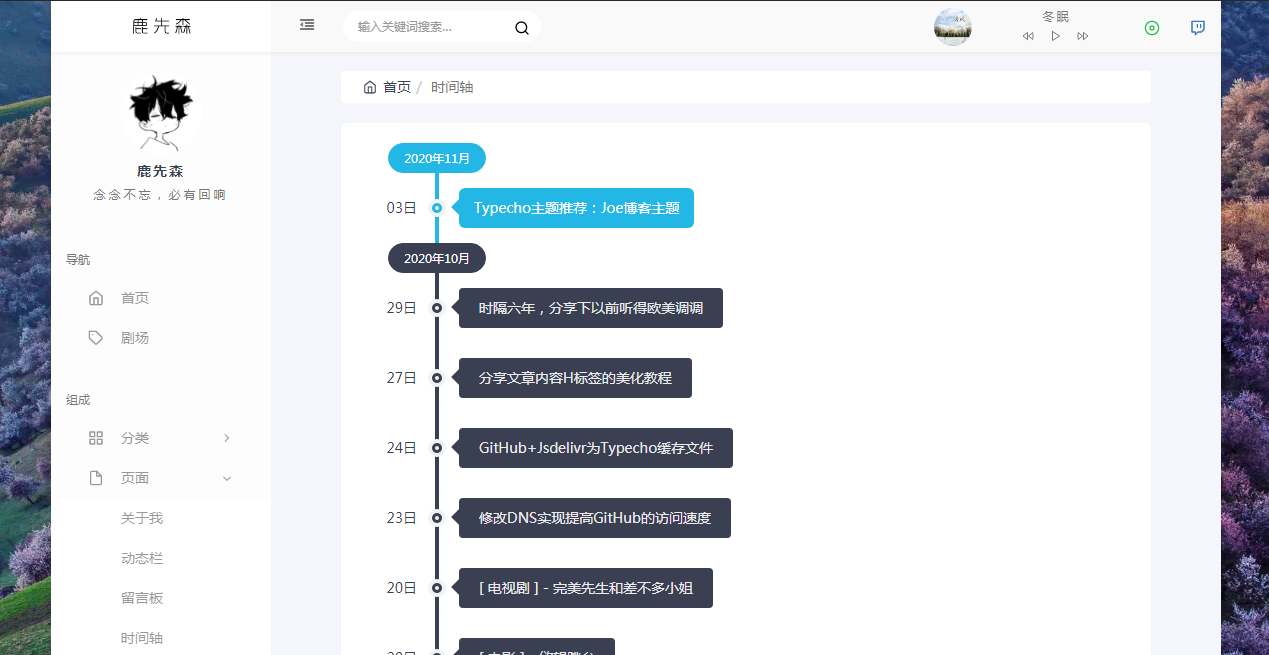 鹿先森
输入关键词搜索...
冬眠
鹿先森
念念不忘，必有回响
导航
首页
剧场
组成
分类
页面
关于我
动态栏
留言板
时间轴
首页 / 时间轴
2020年11月
03日 Typecho主题推荐：Joe博客主题
2020年10月
29日 时隔六年，分享下以前听得欧美调调
27日 分享文章内容H标签的美化教程
24日 GitHub+Jsdelivr为Typecho缓存文件
23日 修改DNS实现提高GitHub的访问速度
20日 [ 电视剧 ] - 完美先生和差不多小姐